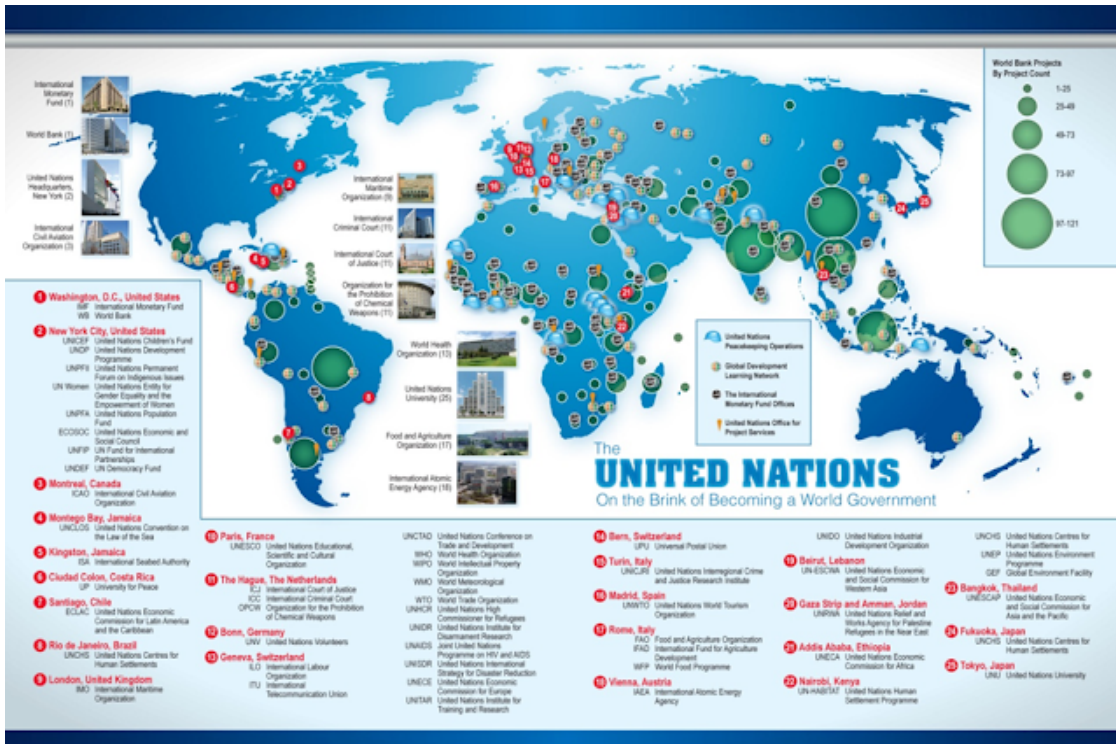 International
Monetary
Fund (1)
World Bank (1)
United Nations
Headquarters,
New York (2)
International
Civil Aviation
Organization (3)
International
Maritime
Organization (9)
International
Criminal Court (11)
International Court
of Justice (11)
Organization for
the Prohibition
of Chemical
Weapons (11)
World Health
Organization (13)
United Nations
University (25)
Food and Agriculture
Organization (17)
International Atomic
Energy Agency (18)
World Bank Projects
By Project Count
1-25
25-49
49-73
73-97
97-121
United Nations
Peacekeeping Operations
Global Development
Learning Network
The International
Monetary Fund Offices
United Nations Office for
Project Services
The
UNITED NATIONS
On the Brink of Becoming a World Government
1 Washington, D.C., United States
IMF International Monetary Fund
WB World Bank
2 New York City, United States
UNICEF United Nations Children's Fund
UNDP United Nations Development
Programme
UNPFII United Nations Permanent
Forum on Indigenous Issues
UN Women United Nations Entity for
Gender Equality and the
Empowerment of Women
UNPFA United Nations Population
Fund
ECOSOC United Nations Economic and
Social Council
UNFIP UN Fund for International
Partnerships
UNDEF UN Democracy Fund
3 Montreal, Canada
ICAO International Civil Aviation
Organization
4 Montego Bay, Jamaica
UNCLOS United Nations Convention on
the Law of the Sea
5 Kingston, Jamaica
ISA International Seabed Authority
6 Ciudad Colon, Costa Rica
UP University for Peace
7 Santiago, Chile
ECLAC United Nations Economic
Commission for Latin America
and the Caribbean
8 Rio de Janeiro, Brazil
UNCHS United Nations Centres for
Human Settlements
9 London, United Kingdom
IMO International Maritime
Organization
10 Paris, France
UNESCO United Nations Educational,
Scientific and Cultural
Organization
11 The Hague, The Netherlands
ICJ International Court of Justice
ICC International Criminal Court
OPCW Organization for the Prohibition
of Chemical Weapons
12 Bonn, Germany
UNV United Nations Volunteers
13 Geneva, Switzerland
ILO International Labour
Organization
ITU International
Telecommunication Union
UNCTAD United Nations Conference on
Trade and Development
WHO World Health Organization
WIPO World Intellectual Property
Organization
WMO World Meteorological
Organization
WTO World Trade Organization
UNHCR United Nations High
Commissioner for Refugees
UNIDR United Nations Institute for
Disarmament Research
UNAIDS Joint United Nations
Programme on HIV and AIDS
UNISDR United Nations International
Strategy for Disaster Reduction
UNECE United Nations Economic
Commission for Europe
UNITAR United Nations Institute for
Training and Research
14 Bern, Switzerland
UPU Universal Postal Union
15 Turin, Italy
UNICJRI United Nations Interregional Crime
and Justice Research Institute
16 Madrid, Spain
UNWTO United Nations World Tourism
Organization
17 Rome, Italy
FAO Food and Agriculture Organization
IFAD International Fund for Agriculture
Development
WFP World Food Programme
18 Vienna, Austria
IAEA International Atomic Energy
Agency
UNIDO United Nations Industrial
Development Organization
19 Beirut, Lebanon
UN-ESCWA United Nations Economic
and Social Commission for
Western Asia
20 Gaza Strip and Amman, Jordan
UNRWA United Nations Relief and
Works Agency for Palestine
Refugees in the Near East
21 Addis Ababa, Ethiopia
UNECA United Nations Economic
Commission for Africa
22 Nairobi, Kenya
UN-HABITAT United Nations Human
Settlement Programme
UNCHS United Nations Centres for
Human Settlements
UNEP United Nations Environment
Programme
GEF Global Environment Facility
23 Bangkok, Thailand
UNESCAP United Nations Economic
and Social Commission for
Asia and the Pacific
24 Fukuoka, Japan
UNCHS United Nations Centres for
Human Settlements
25 Tokyo, Japan
UNU United Nations University